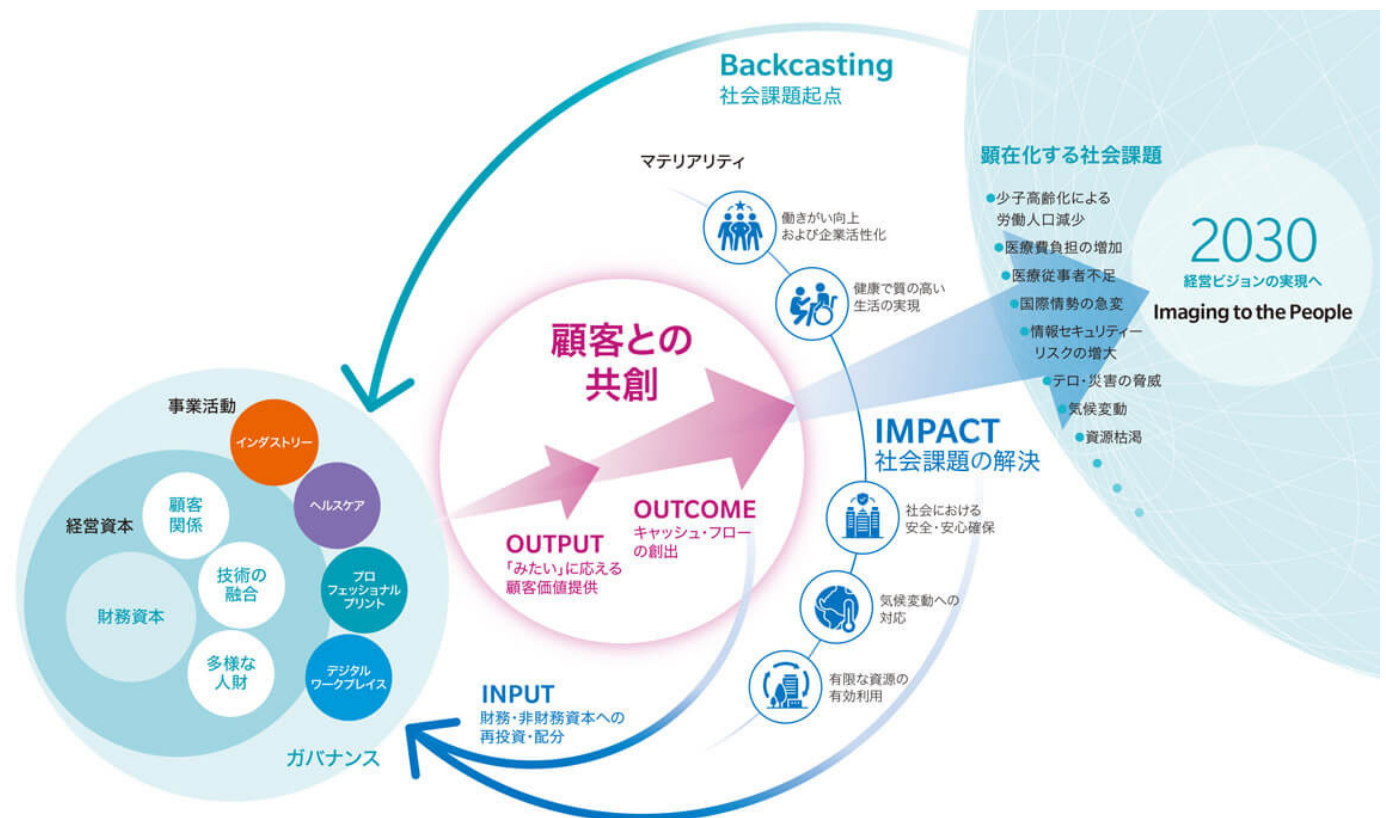 Backcasting
社会課題起点
マテリアリティ
働きがい向上
および企業活性化
健康で質の高い
生活の実現
顕在化する社会課題
●少子高齢化による
労働人口減少
●医療費負担の増加
●医療従事者不足
●国際情勢の急変
●情報セキュリティー
リスクの増大
●テロ・災害の脅威
●気候変動
●資源枯渇
2030
経営ビジョンの実現へ
Imaging to the People
顧客との
共創
事業活動
インダストリー
ヘルスケア
プロ
フェッショナル
プリント
デジタル
ワークプレイス
経営資本
顧客
関係
技術の
融合
財務資本
多様な
人財
ガバナンス
OUTPUT
「みたい」に応える
顧客価値提供
OUTCOME
キャッシュ・フロー
の創出
IMPACT
社会課題の解決
社会における
安全・安心確保
気候変動への
対応
有限な資源の
有効利用
INPUT
財務・非財務資本への
再投資・配分